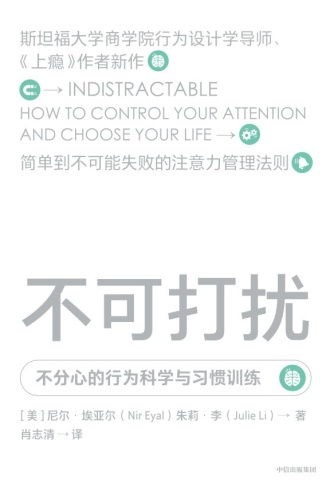 斯坦福大学商学院行为设计学导师、
《上瘾》作者新作
→ INDISTRACTABLE
HOW TO CONTROL YOUR ATTENTION
AND CHOOSE YOUR LIFE →
简单到不可能失败的注意力管理法则
不可打扰
不分心的行为科学与习惯训练
[美] 尼尔·埃亚尔（Nir Eyal）朱莉·李（Julie Li）→ 著
肖志清 → 译
中信出版集团